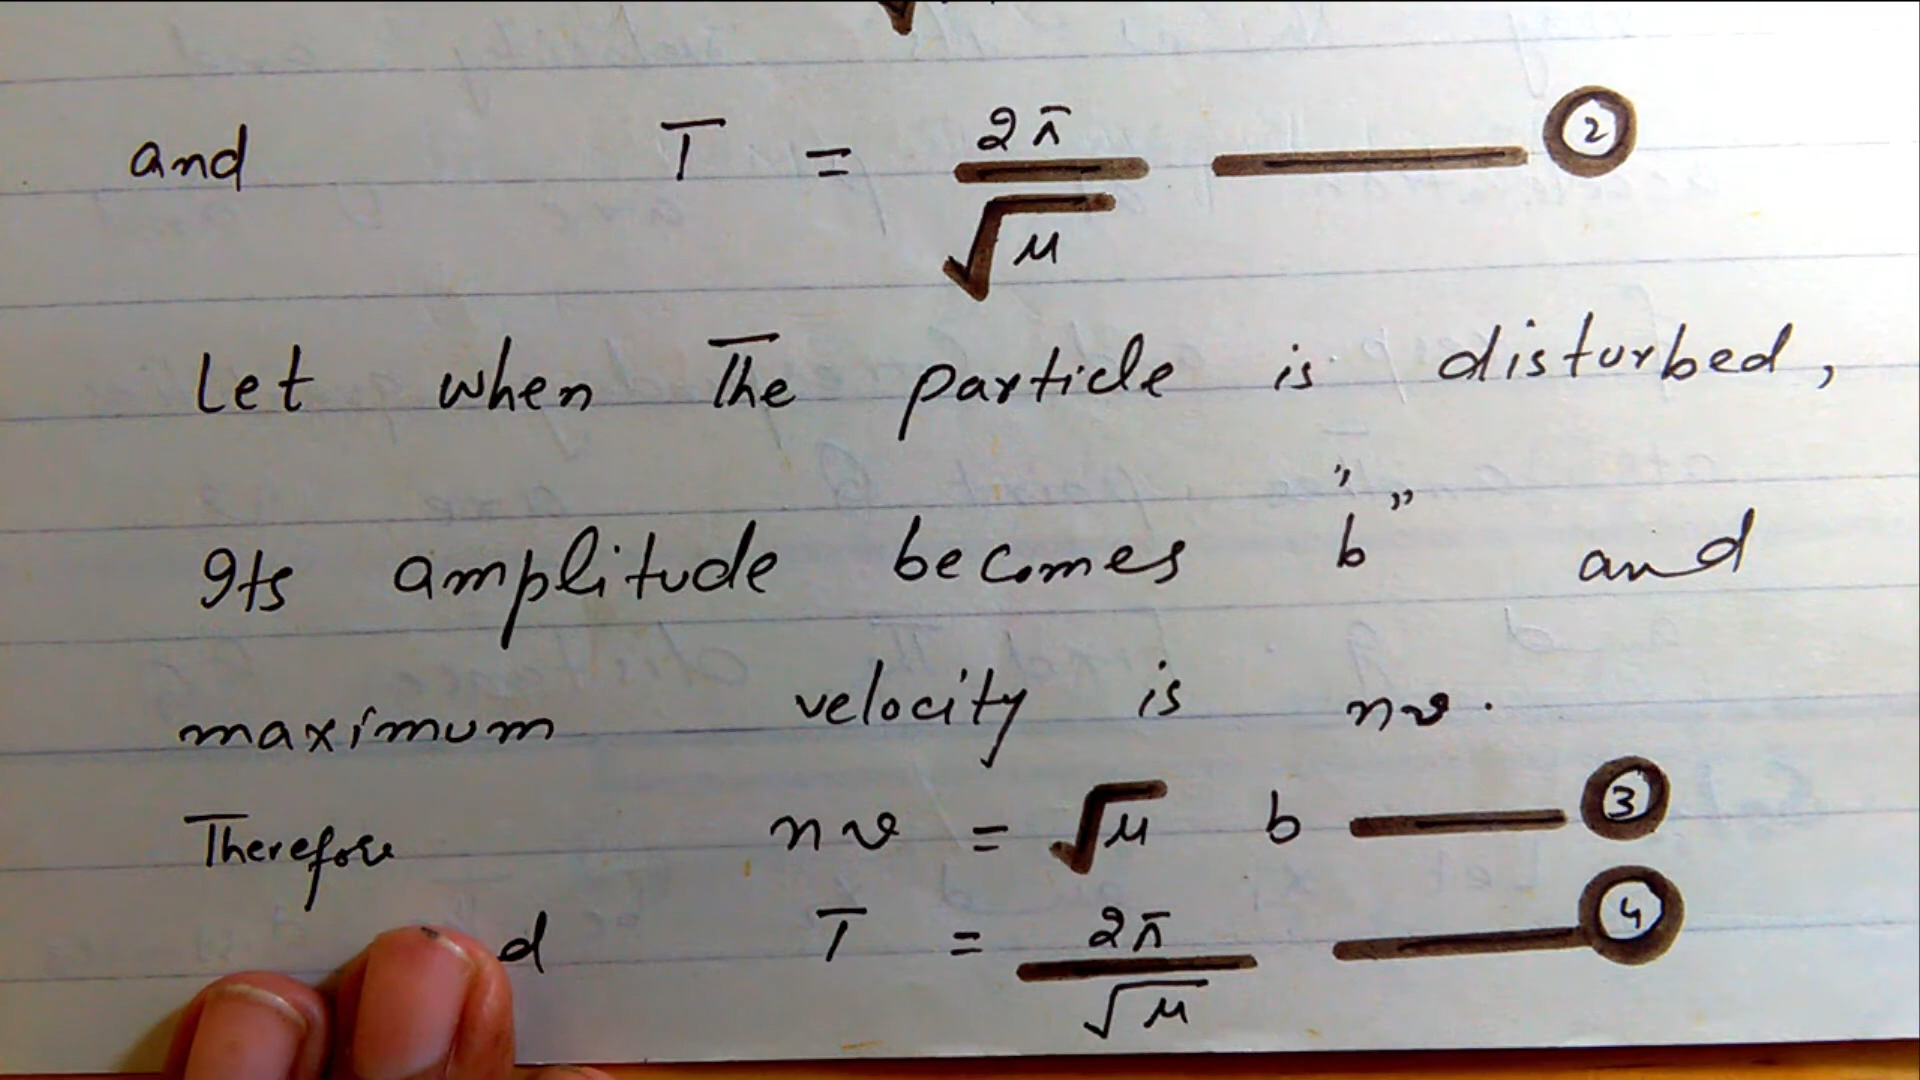 and T = 2π / √μ ——— ②
Let when The particle is disturbed,
Its amplitude becomes "b" and
maximum velocity is nv.
Therefore nv = √μ b ——— ③
d T = 2π / √μ ——— ④